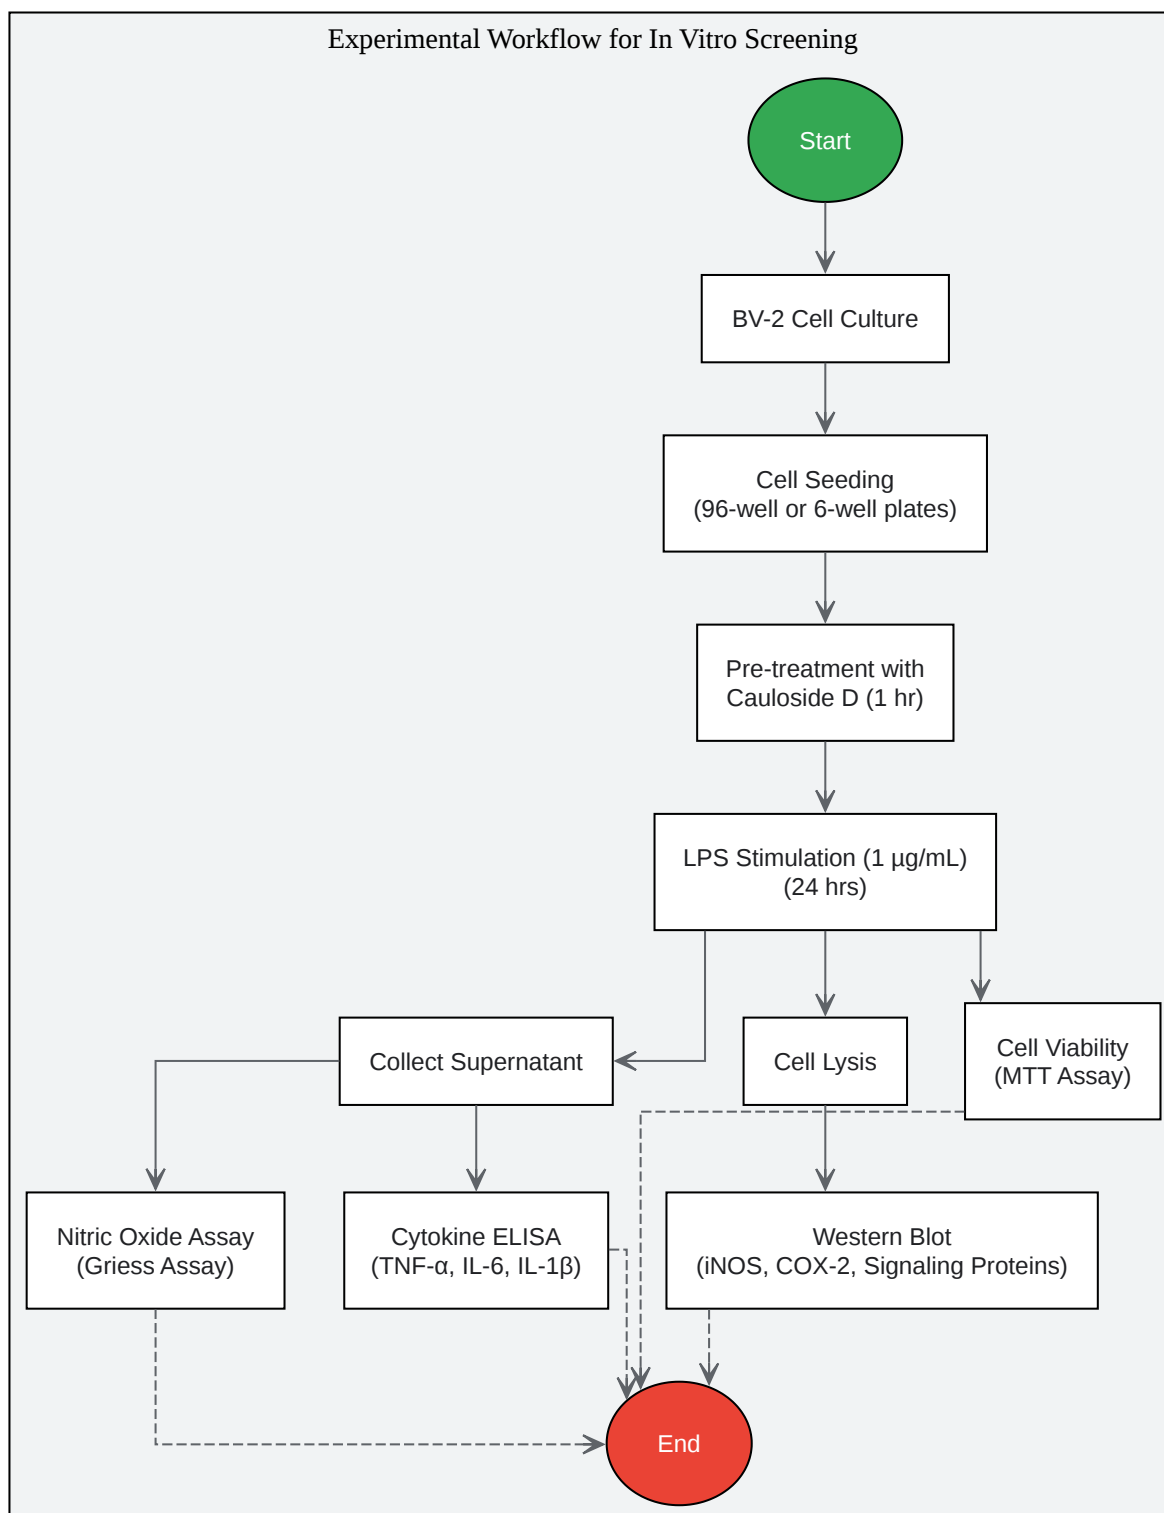 Experimental Workflow for In Vitro Screening
Start
BV-2 Cell Culture
Cell Seeding
(96-well or 6-well plates)
Pre-treatment with
Cauloside D (1 hr)
LPS Stimulation (1 µg/mL)
(24 hrs)
Collect Supernatant
Cell Lysis
Cell Viability
(MTT Assay)
Nitric Oxide Assay
(Griess Assay)
Cytokine ELISA
(TNF-α, IL-6, IL-1β)
Western Blot
(iNOS, COX-2, Signaling Proteins)
End